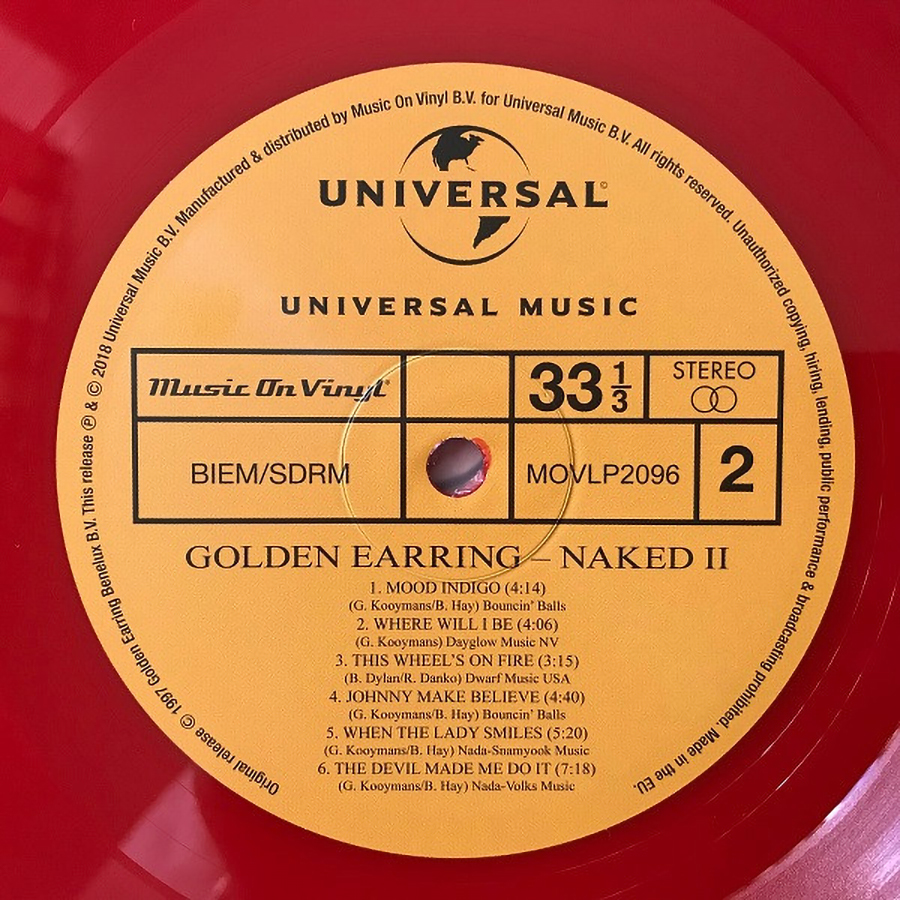 Original release © 1997 Golden Earring Benelux B.V. This release ℗ & © 2018 Universal Music B.V. Manufactured & distributed by Music On Vinyl B.V. for Universal Music B.V. All rights reserved. Unauthorized copying, hiring, lending, public performance & broadcasting prohibited. Made in the EU.
UNIVERSAL©
UNIVERSAL MUSIC
Music On Vinyl®
33 1/3
STEREO
BIEM/SDRM
MOVLP2096
2
GOLDEN EARRING – NAKED II
1. MOOD INDIGO (4:14)
(G. Kooymans/B. Hay) Bouncin' Balls
2. WHERE WILL I BE (4:06)
(G. Kooymans) Dayglow Music NV
3. THIS WHEEL'S ON FIRE (3:15)
(B. Dylan/R. Danko) Dwarf Music USA
4. JOHNNY MAKE BELIEVE (4:40)
(G. Kooymans/B. Hay) Bouncin' Balls
5. WHEN THE LADY SMILES (5:20)
(G. Kooymans/B. Hay) Nada-Snamyook Music
6. THE DEVIL MADE ME DO IT (7:18)
(G. Kooymans/B. Hay) Nada-Volks Music